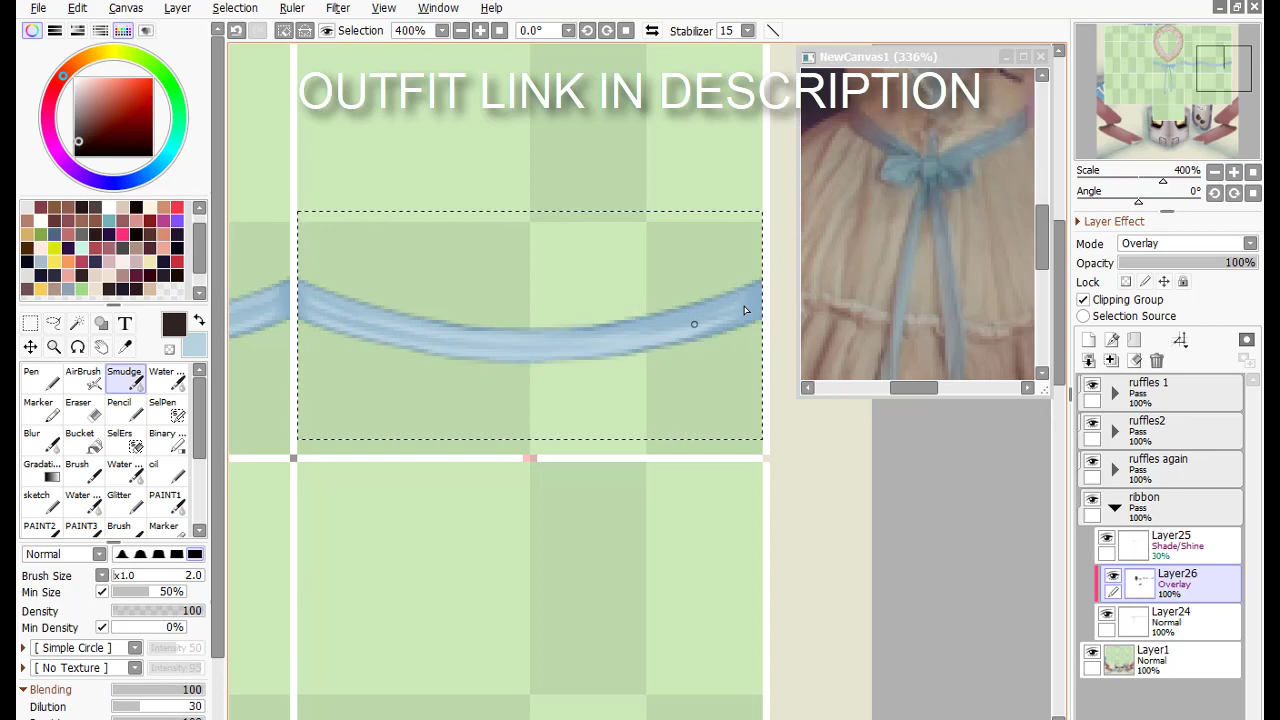 File Edit Canvas Layer Selection Ruler Filter View Window Help
Selection 400% 0.0° Stabilizer 15
NewCanvas1 (336%)
OUTFIT LINK IN DESCRIPTION
Scale 400%
Angle 0°
Layer Effect
Mode Overlay
Opacity 100%
Lock
Clipping Group
Selection Source
ruffles 1
Pass
100%
ruffles2
Pass
100%
ruffles again
Pass
100%
ribbon
Pass
100%
Layer25
Shade/Shine
30%
Layer26
Overlay
100%
Layer24
Normal
100%
Layer1
Normal
100%
T
Pen AirBrush Smudge Water ...
Marker Eraser Pencil SelPen
Blur Bucket SelErs Binary ...
Gradati... Brush Water ... oil
sketch Water ... Glitter PAINT1
PAINT2 PAINT3 Brush Marker
Normal
Brush Size x1.0 2.0
Min Size 50%
Density 100
Min Density 0%
[ Simple Circle ] Intensity 50
[ No Texture ] Intensity 95
Blending 100
Dilution 30